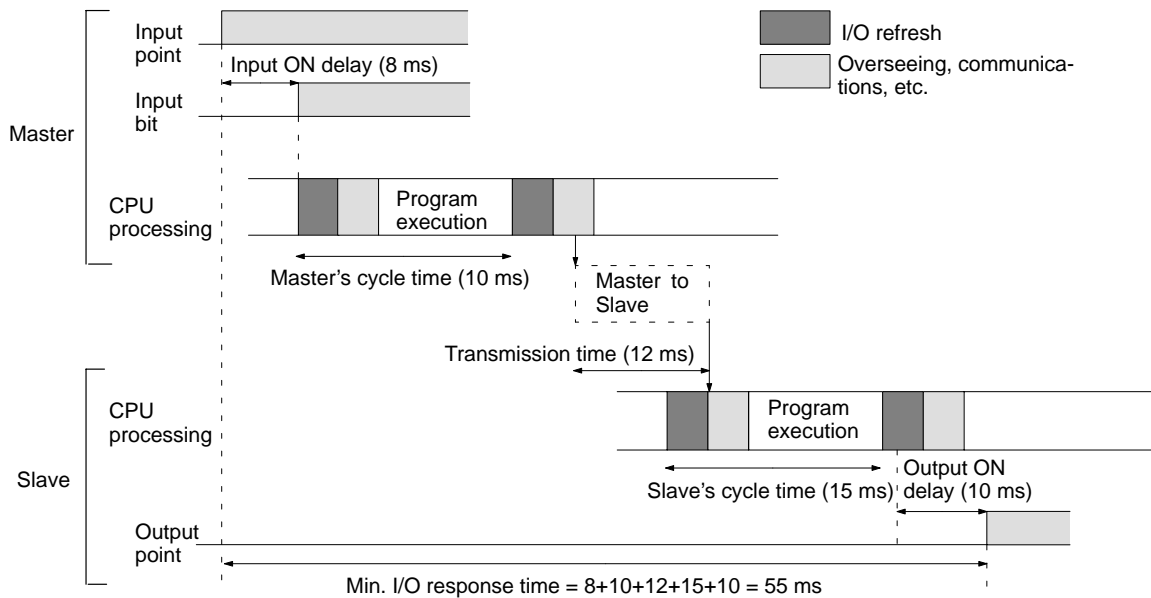 Input
point
I/O refresh
Overseeing, communica-
tions, etc.
Input ON delay (8 ms)
Input
bit
Master
CPU
processing
Program
execution
Master's cycle time (10 ms)
Master to
Slave
Transmission time (12 ms)
CPU
processing
Program
execution
Slave
Slave's cycle time (15 ms)
Output ON
delay (10 ms)
Output
point
Min. I/O response time = 8+10+12+15+10 = 55 ms